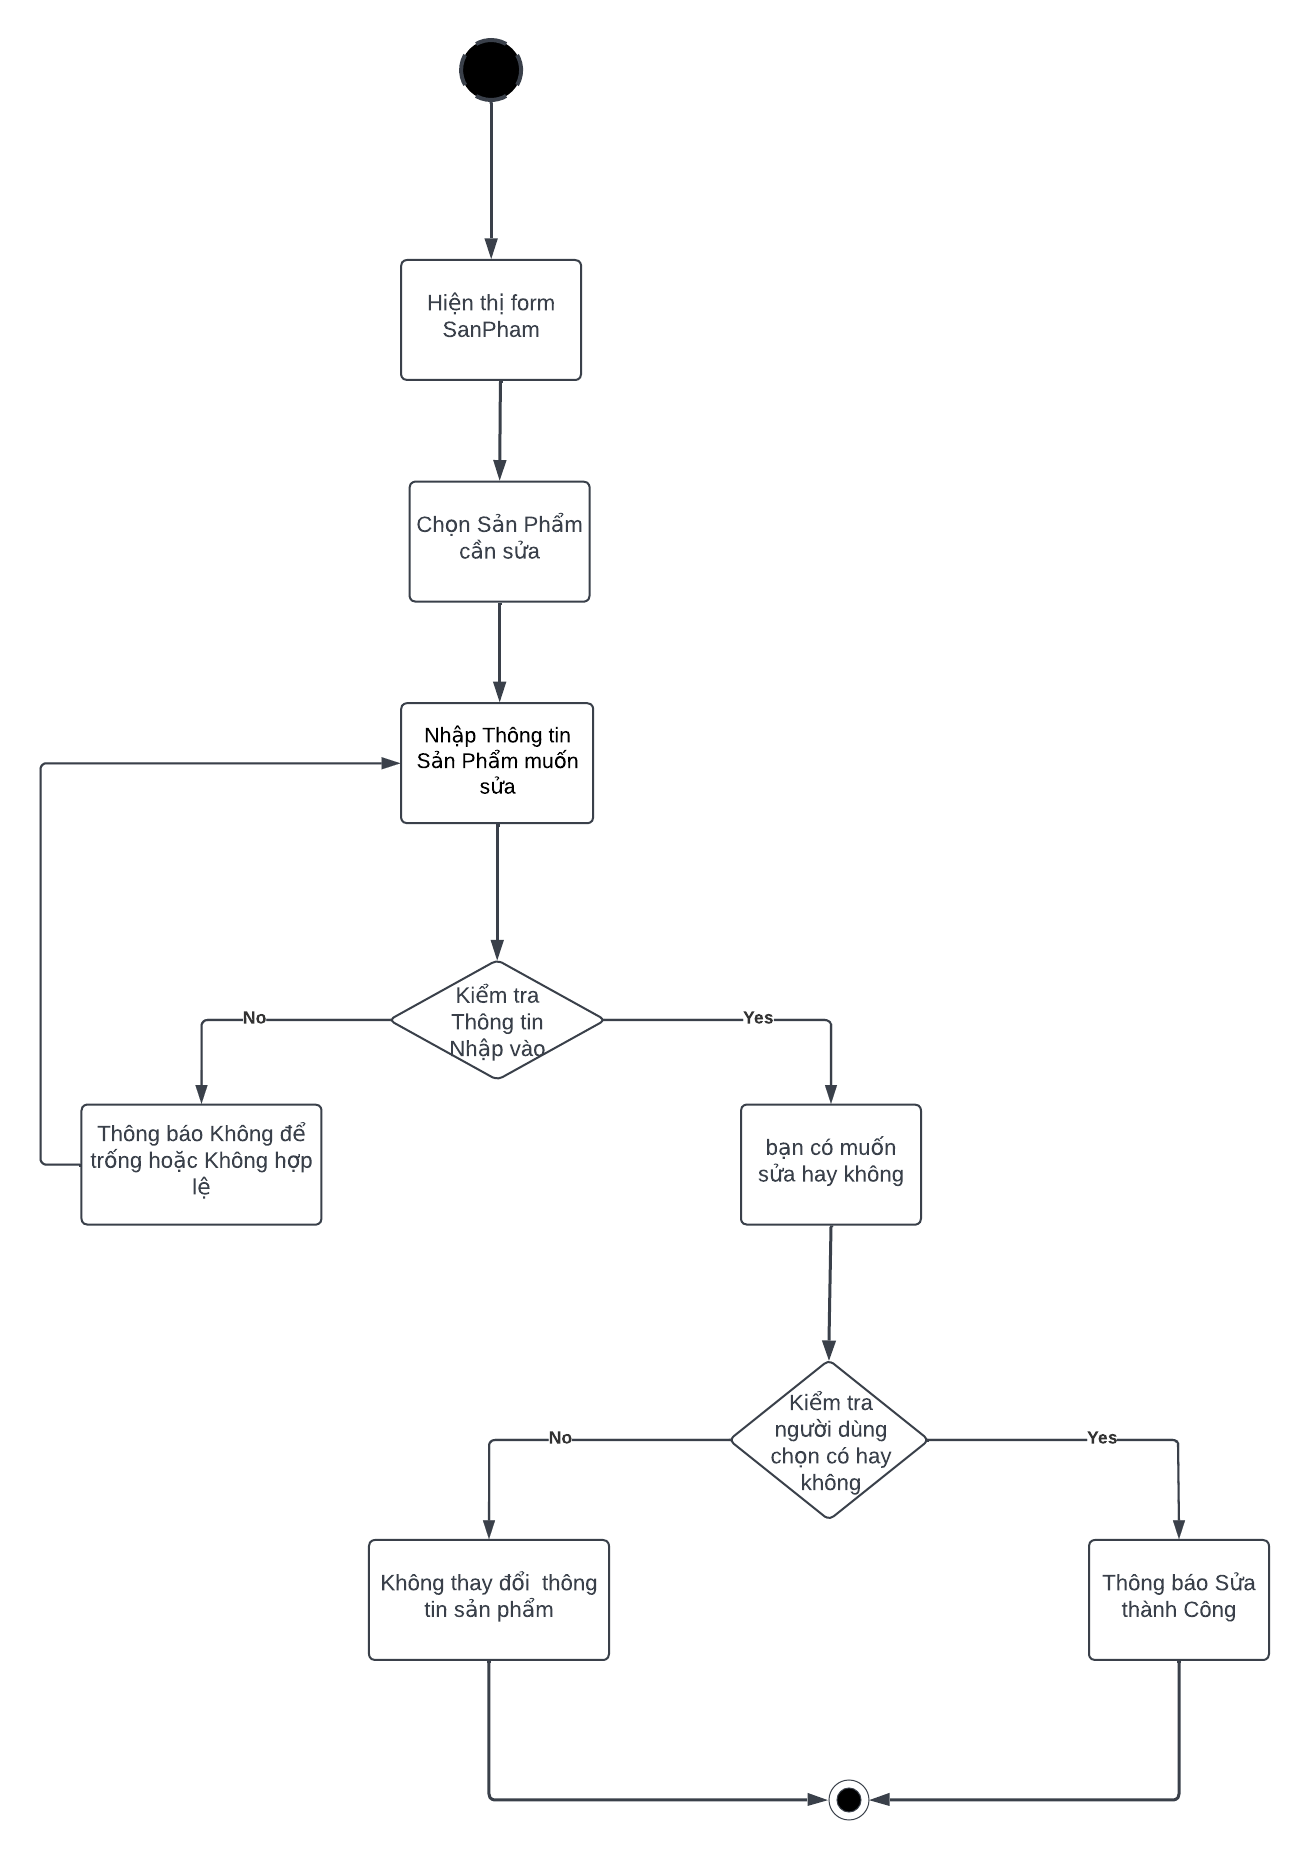 Hiện thị form
SanPham
Chọn Sản Phẩm
cần sửa
Nhập Thông tin
Sản Phẩm muốn
sửa
Kiểm tra
Thông tin
Nhập vào
No
Yes
Thông báo Không để
trống hoặc Không hợp
lệ
bạn có muốn
sửa hay không
Kiểm tra
người dùng
chọn có hay
không
No
Yes
Không thay đổi  thông
tin sản phẩm
Thông báo Sửa
thành Công